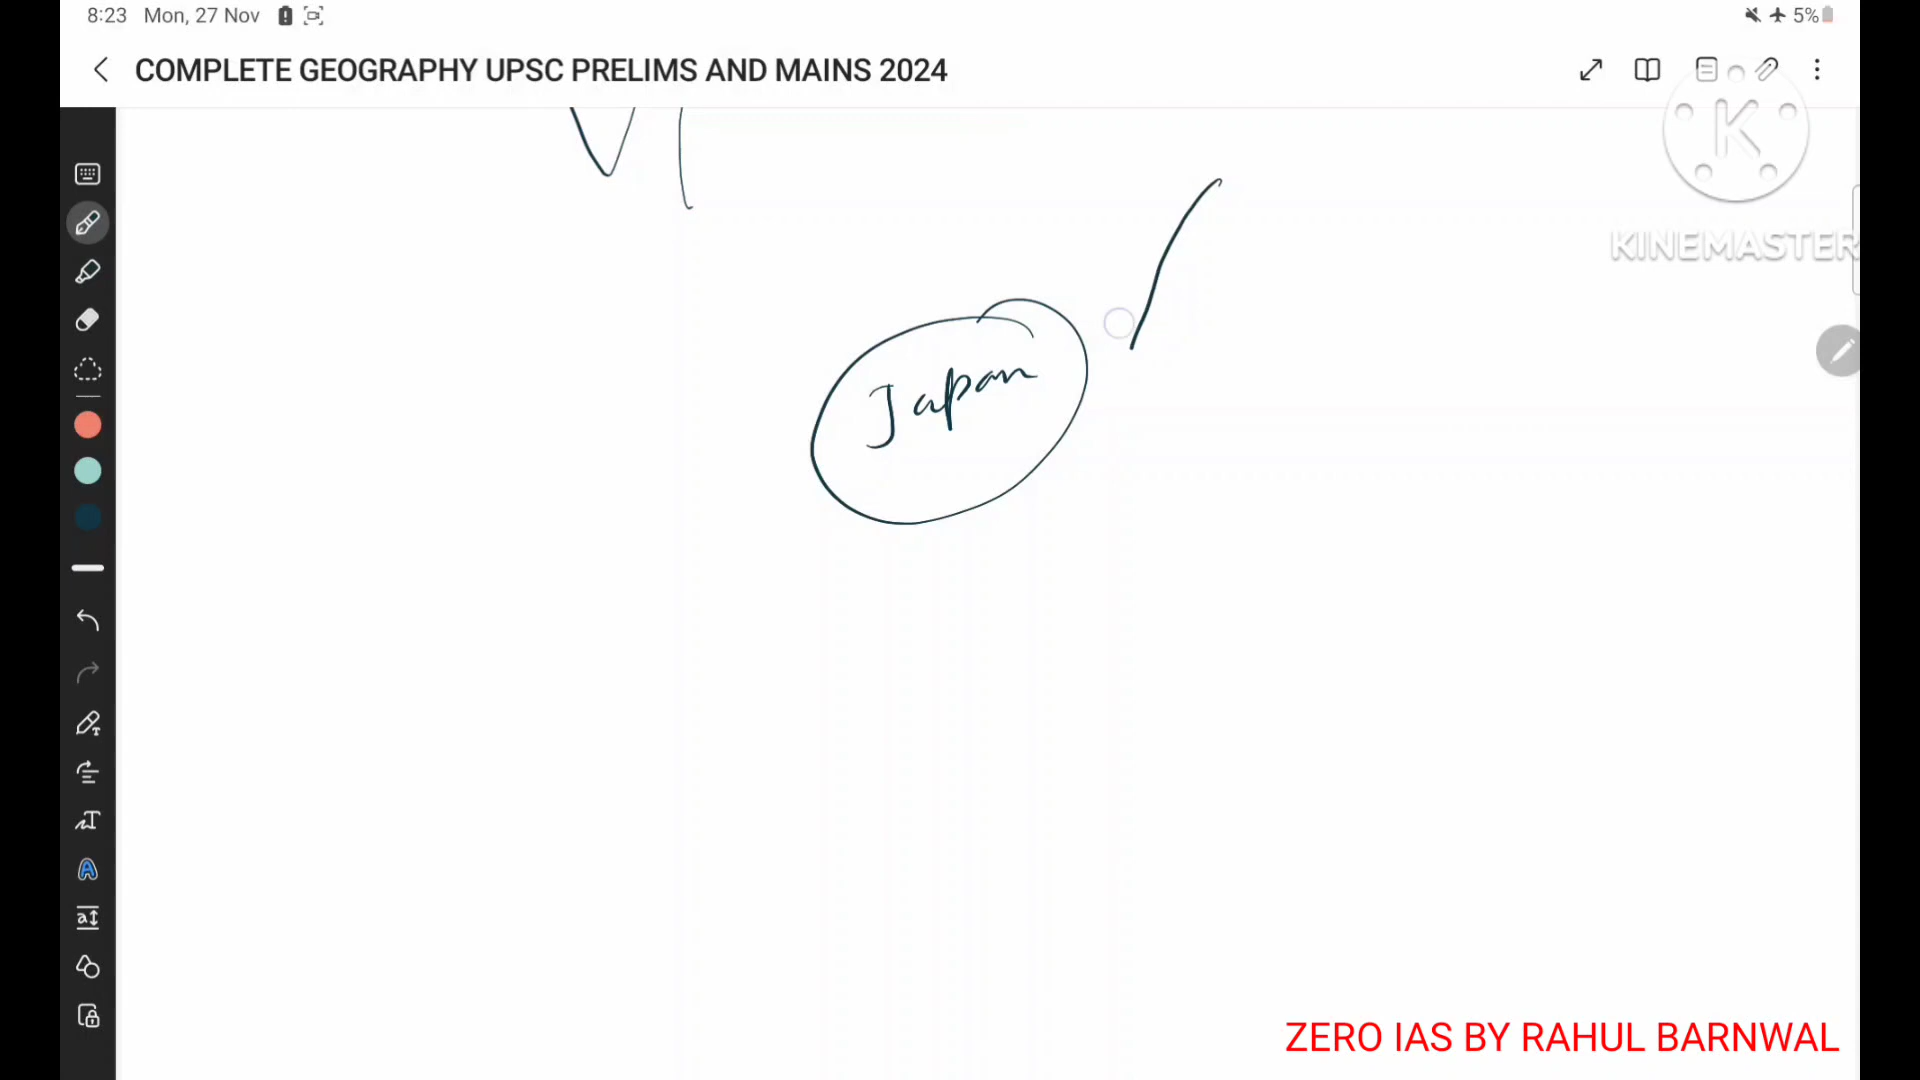 8:23 Mon, 27 Nov 5%
COMPLETE GEOGRAPHY UPSC PRELIMS AND MAINS 2024
K
KINEMASTER
Japan
ZERO IAS BY RAHUL BARNWAL